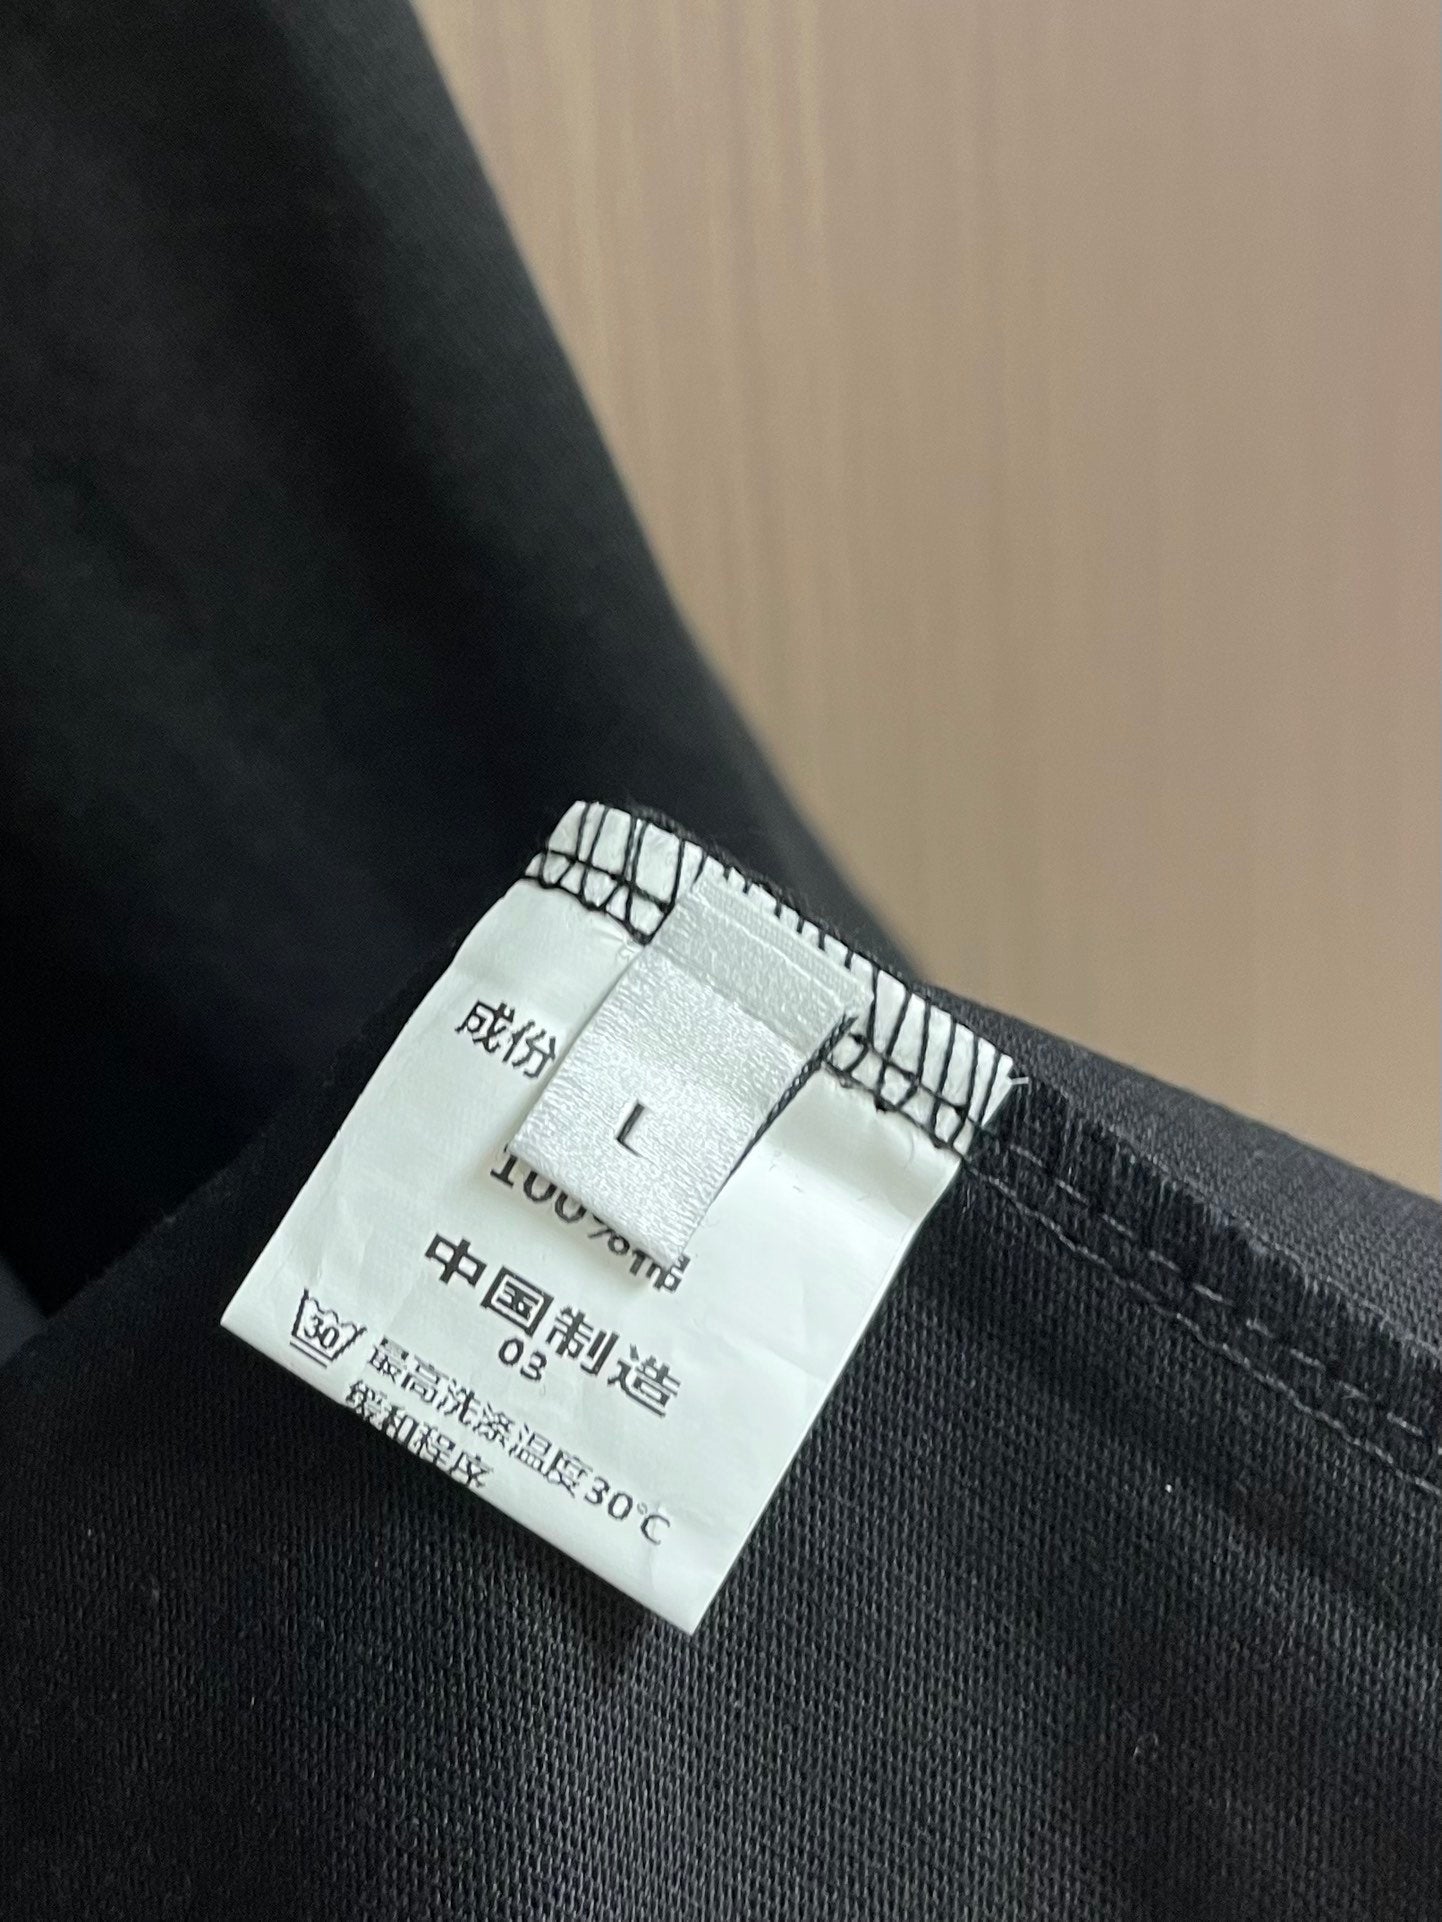 成份
L
100%棉
中国制造
03
30
最高洗涤温度30℃
缓和程序